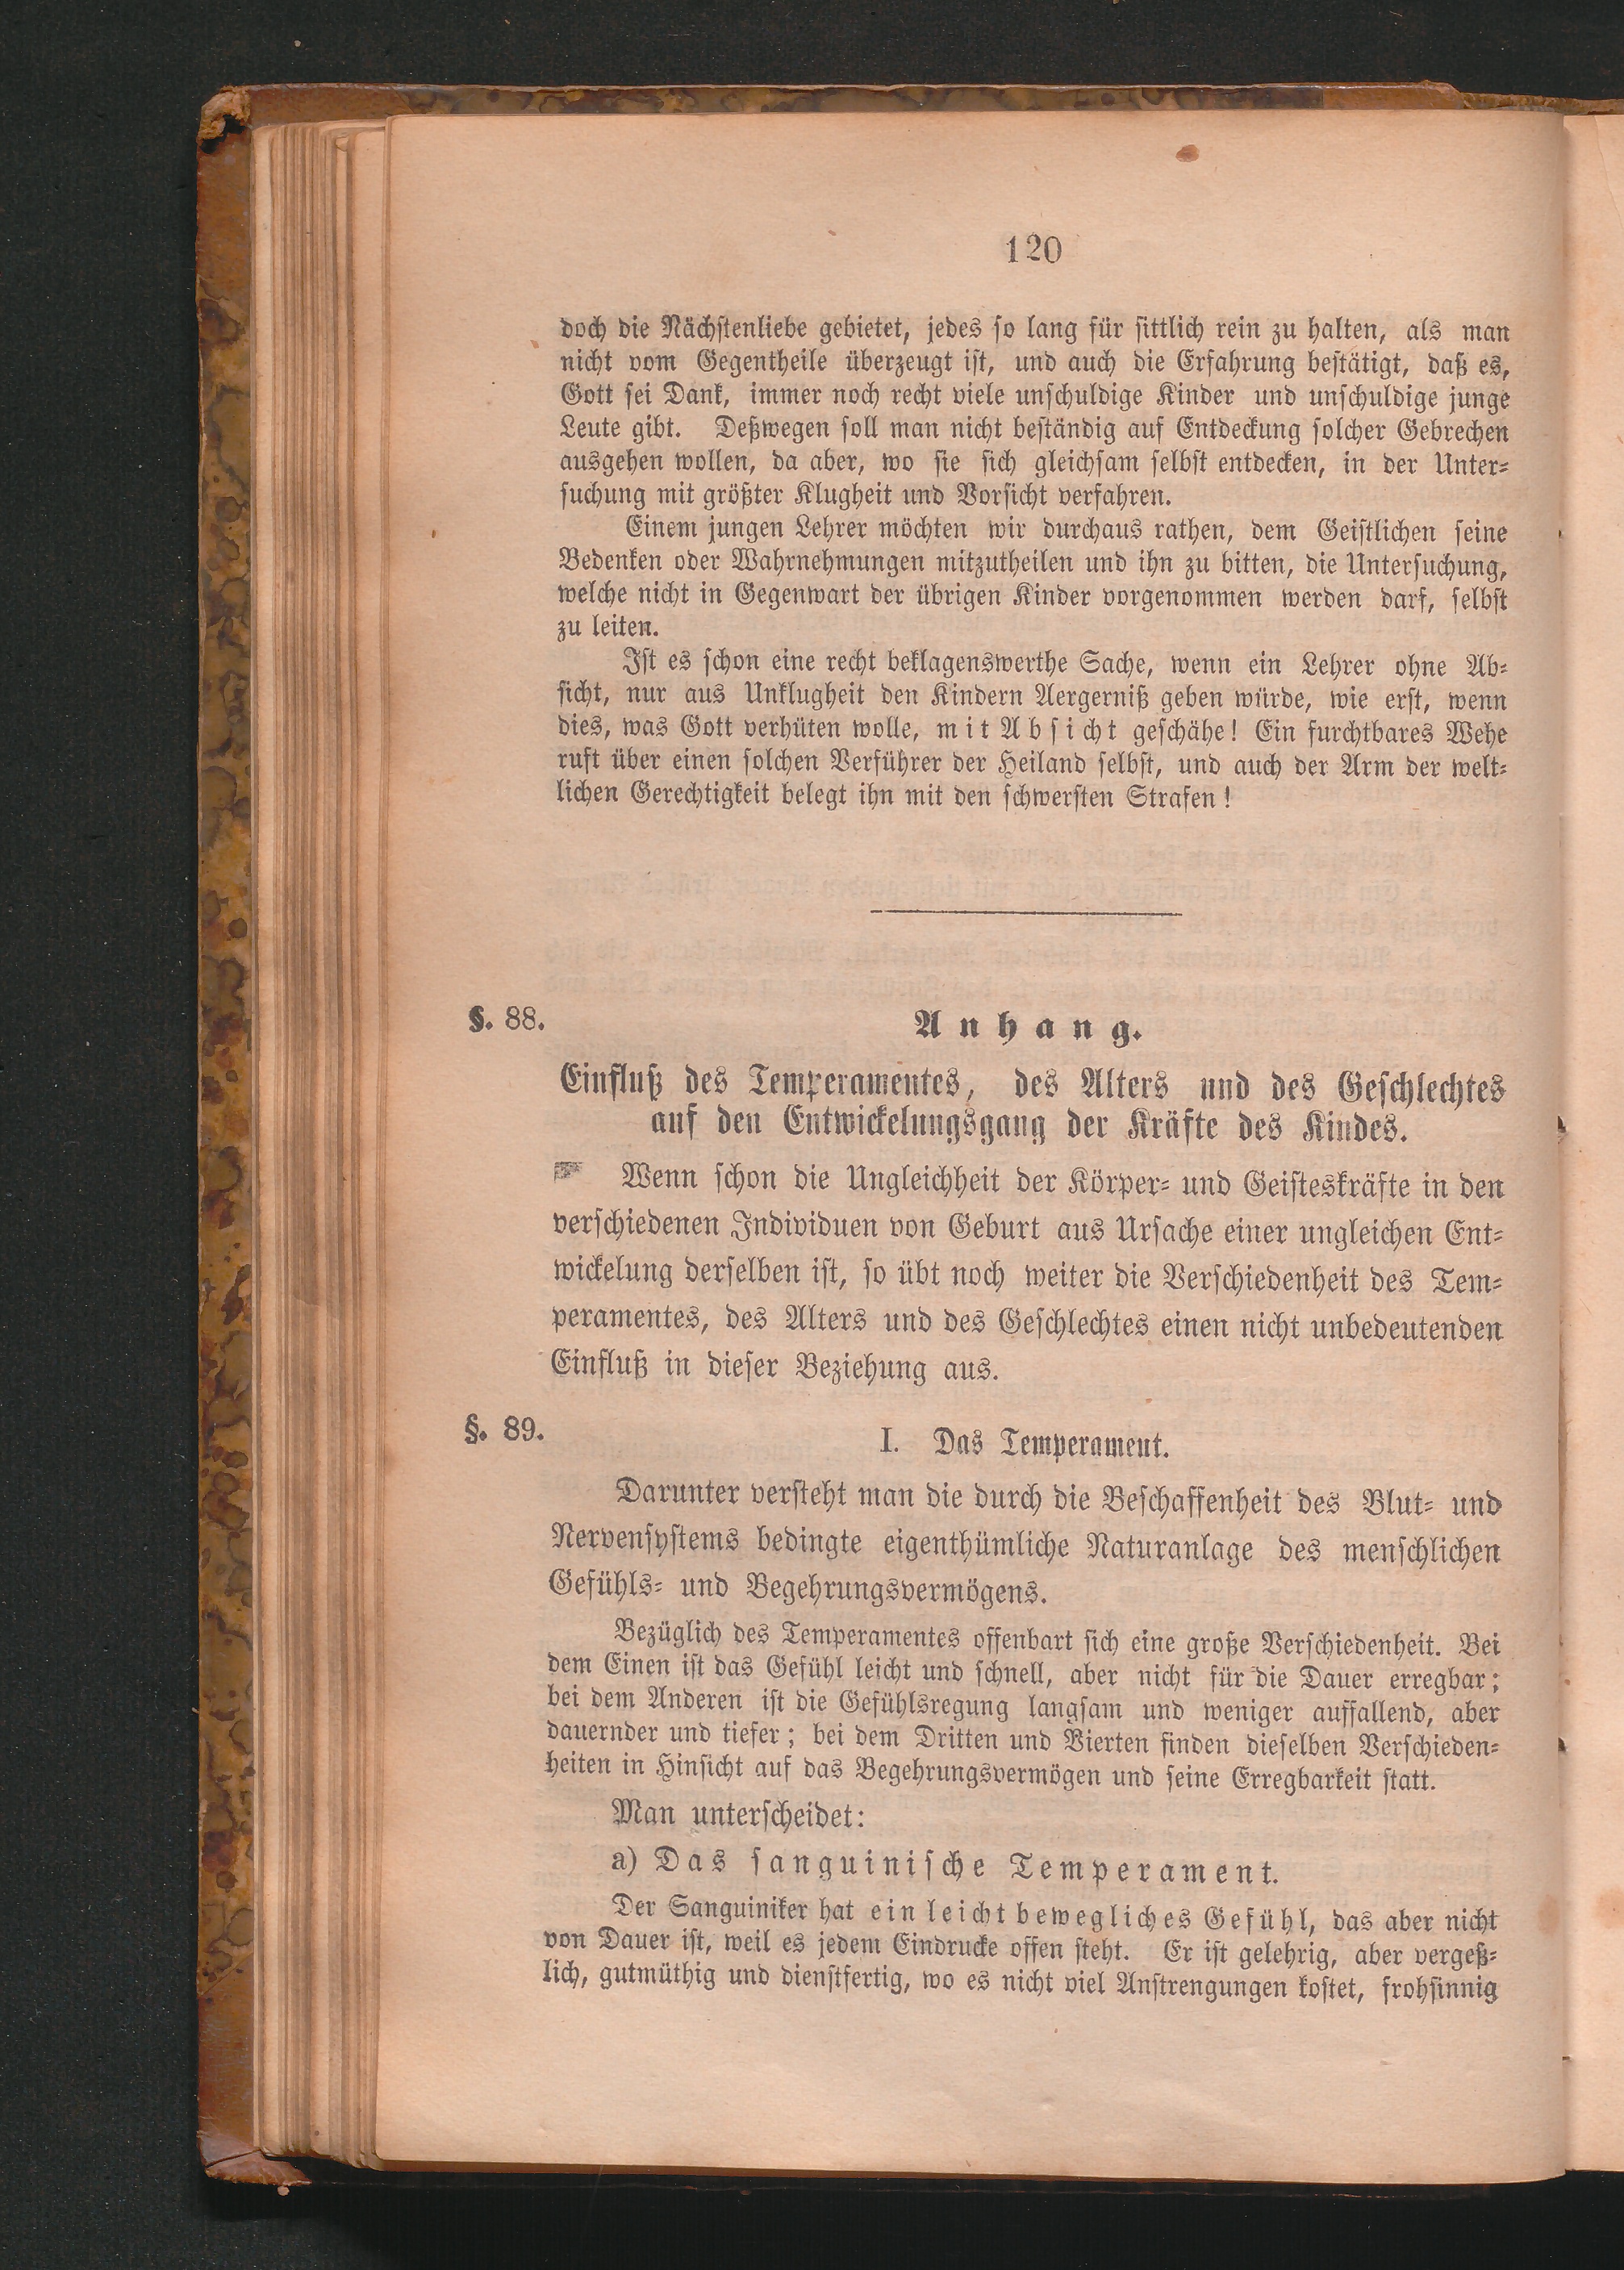 120
doch die Nächstenliebe gebietet, jedes so lang für sittlich rein zu halten, als man
nicht vom Gegentheile überzeugt ist, und auch die Erfahrung bestätigt, daß es,
Gott sei Dank, immer noch recht viele unschuldige Kinder und unschuldige junge
Leute gibt. Deßwegen soll man nicht beständig auf Entdeckung solcher Gebrechen
ausgehen wollen, da aber, wo sie sich gleichsam selbst entdecken, in der Unter-
suchung mit größter Klugheit und Vorsicht verfahren.
Einem jungen Lehrer möchten wir durchaus rathen, dem Geistlichen seine
Bedenken oder Wahrnehmungen mitzutheilen und ihn zu bitten, die Untersuchung,
welche nicht in Gegenwart der übrigen Kinder vorgenommen werden darf, selbst
zu leiten.
Ist es schon eine recht beklagenswerthe Sache, wenn ein Lehrer ohne Ab-
sicht, nur aus Unklugheit den Kindern Aergerniß geben würde, wie erst, wenn
dies, was Gott verhüten wolle, mit Absicht geschähe! Ein furchtbares Wehe
ruft über einen solchen Verführer der Heiland selbst, und auch der Arm der welt-
lichen Gerechtigkeit belegt ihn mit den schwersten Strafen!
§. 88. Anhang.
Einfluß des Temperamentes, des Alters und des Geschlechtes
auf den Entwickelungsgang der Kräfte des Kindes.
Wenn schon die Ungleichheit der Körper- und Geisteskräfte in den
verschiedenen Individuen von Geburt aus Ursache einer ungleichen Ent-
wickelung derselben ist, so übt noch weiter die Verschiedenheit des Tem-
peramentes, des Alters und des Geschlechtes einen nicht unbedeutenden
Einfluß in dieser Beziehung aus.
§. 89. I. Das Temperament.
Darunter versteht man die durch die Beschaffenheit des Blut- und
Nervensystems bedingte eigenthümliche Naturanlage des menschlichen
Gefühls- und Begehrungsvermögens.
Bezüglich des Temperamentes offenbart sich eine große Verschiedenheit. Bei
dem Einen ist das Gefühl leicht und schnell, aber nicht für die Dauer erregbar;
bei dem Anderen ist die Gefühlsregung langsam und weniger auffallend, aber
dauernder und tiefer; bei dem Dritten und Vierten finden dieselben Verschieden-
heiten in Hinsicht auf das Begehrungsvermögen und seine Erregbarkeit statt.
Man unterscheidet:
a) Das sanguinische Temperament.
Der Sanguiniker hat ein leicht bewegliches Gefühl, das aber nicht
von Dauer ist, weil es jedem Eindrucke offen steht. Er ist gelehrig, aber vergeß-
lich, gutmüthig und dienstfertig, wo es nicht viel Anstrengungen kostet, frohsinnig